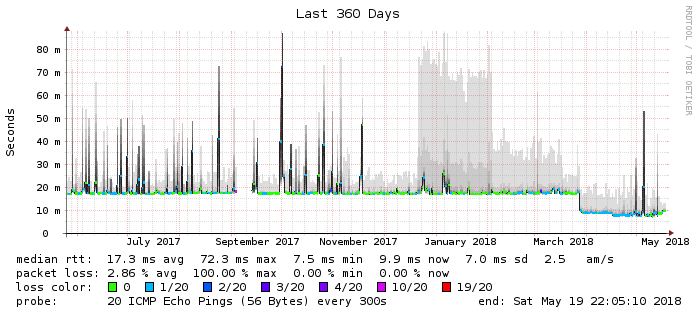 Last 360 Days
RRDTOOL / TOBI OETIKER
Seconds
80 m
70 m
60 m
50 m
40 m
30 m
20 m
10 m
0
July 2017 September 2017 November 2017 January 2018 March 2018 May 2018
median rtt: 17.3 ms avg 72.3 ms max 7.5 ms min 9.9 ms now 7.0 ms sd 2.5 am/s
packet loss: 2.86 % avg 100.00 % max 0.00 % min 0.00 % now
loss color: 0 1/20 2/20 3/20 4/20 10/20 19/20
probe: 20 ICMP Echo Pings (56 Bytes) every 300s end: Sat May 19 22:05:10 2018